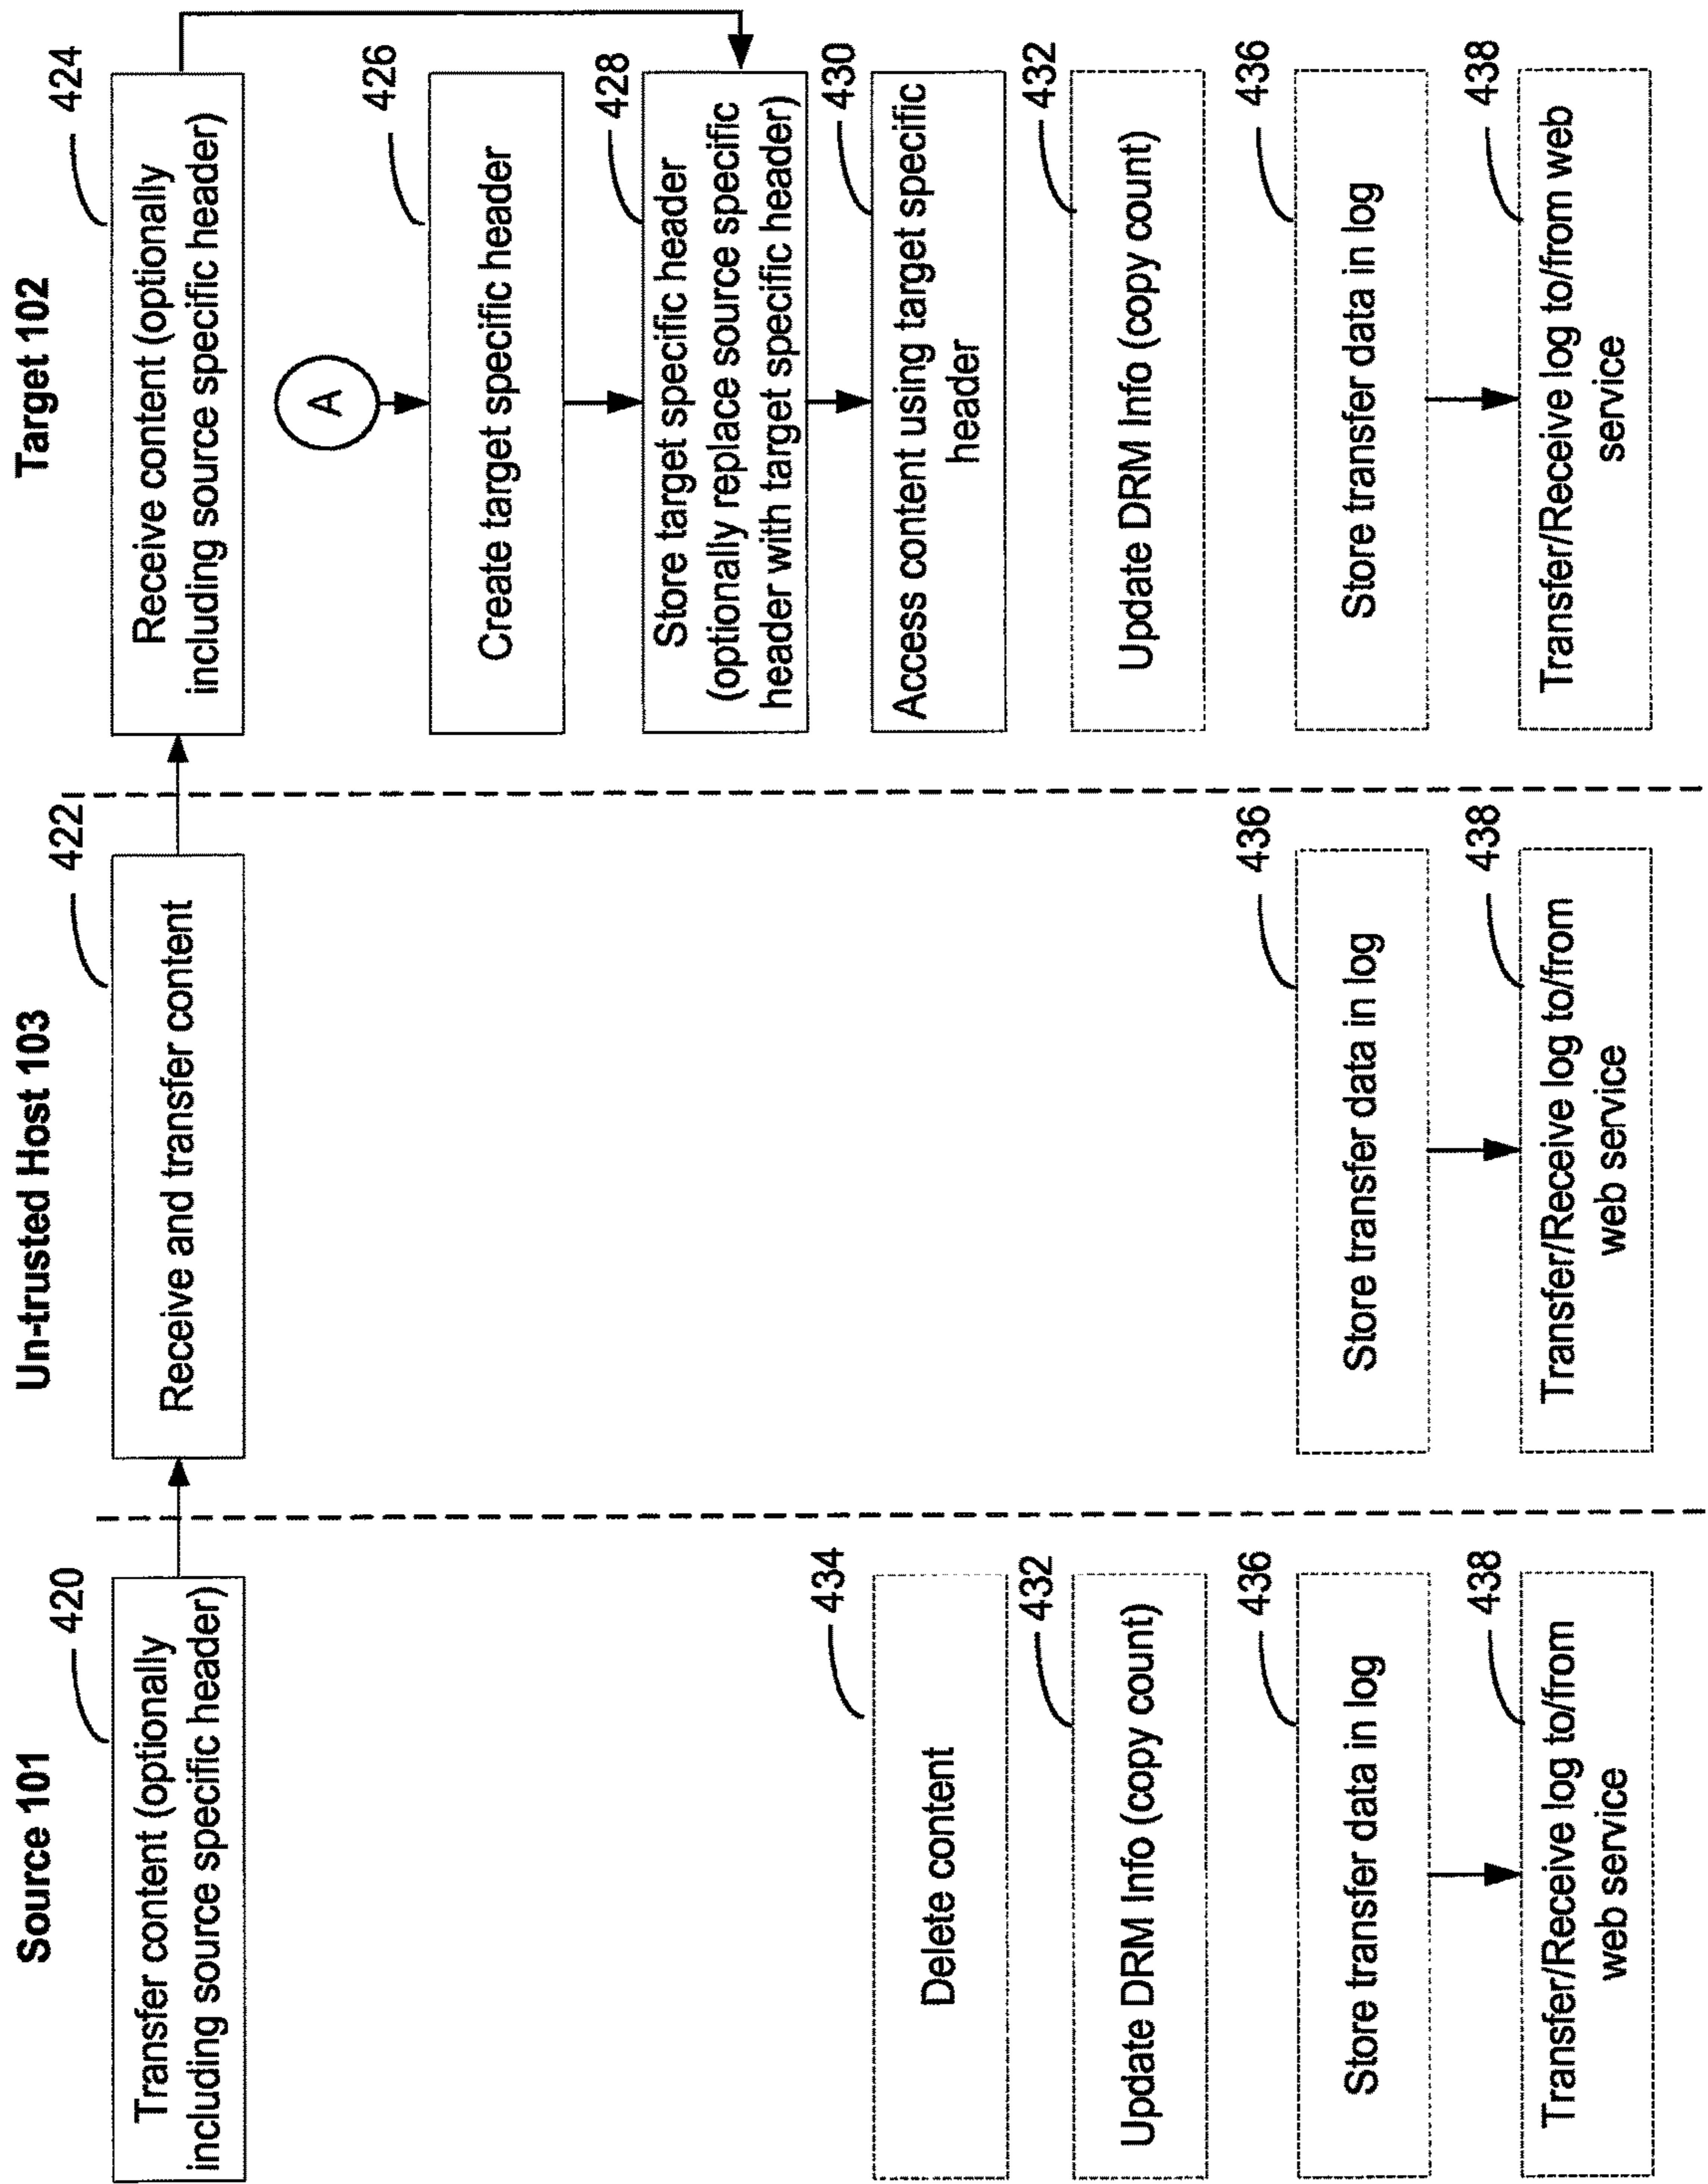 Source 101
420
Transfer content (optionally
including source specific header)
434
Delete content
432
Update DRM Info (copy count)
436
Store transfer data in log
438
Transfer/Receive log to/from
web service
Un-trusted Host 103
422
Receive and transfer content
436
Store transfer data in log
438
Transfer/Receive log to/from
web service
Target 102
424
Receive content (optionally
including source specific header)
A
426
Create target specific header
428
Store target specific header
(optionally replace source specific
header with target specific header)
430
Access content using target specific
header
432
Update DRM Info (copy count)
436
Store transfer data in log
438
Transfer/Receive log to/from web
service